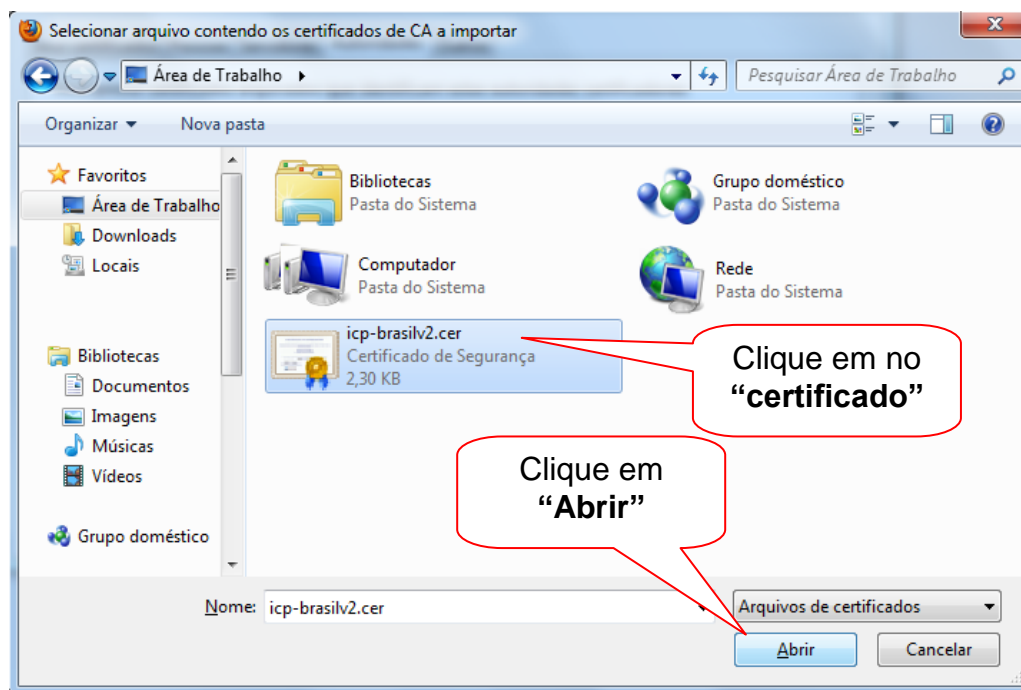 Selecionar arquivo contendo os certificados de CA a importar
Área de Trabalho
Pesquisar Área de Trabalho
Organizar
Nova pasta
Favoritos
Área de Trabalho
Downloads
Locais
Bibliotecas
Documentos
Imagens
Músicas
Vídeos
Grupo doméstico
Bibliotecas
Pasta do Sistema
Grupo doméstico
Pasta do Sistema
Computador
Pasta do Sistema
Rede
Pasta do Sistema
icp-brasilv2.cer
Certificado de Segurança
2,30 KB
Clique em no
“certificado”
Clique em
“Abrir”
Nome: icp-brasilv2.cer
Arquivos de certificados
Abrir
Cancelar